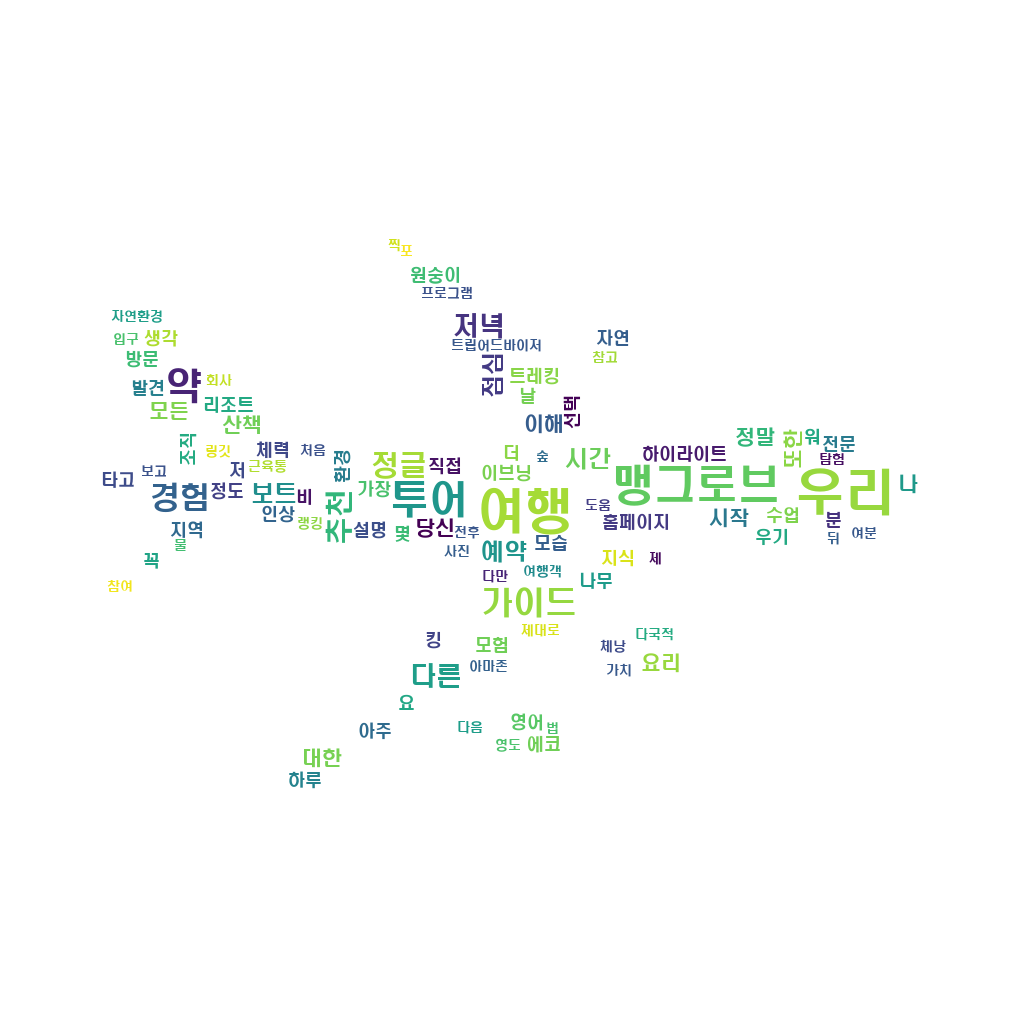 찍
포
원숭이
프로그램
자연환경
저녁
입구
생각
자연
트립어드바이저
방문
참고
점심
트레킹
약
회사
발견
날
리조트
모든
선택
산책
이해
정말
또한
워
전문
조직
체력
처음
링깃
더
숲
시간
하이라이트
탐험
정글
직접
근육통
환경
보고
저
이브닝
타고
맹그로브
우리
나
정도
보트
비
가장
투어
여행
경험
도움
인상
랭킹
추천
설명
몇
당신
전후
홈페이지
시작
수업
분
지역
우기
뒤
여분
물
사진
예약
모습
꼭
지식
제
다만
여행객
나무
참여
가이드
제대로
킹
모험
체냥
다국적
다른
아마존
가치
요리
요
아주
다음
영어
법
영도
에코
대한
하루